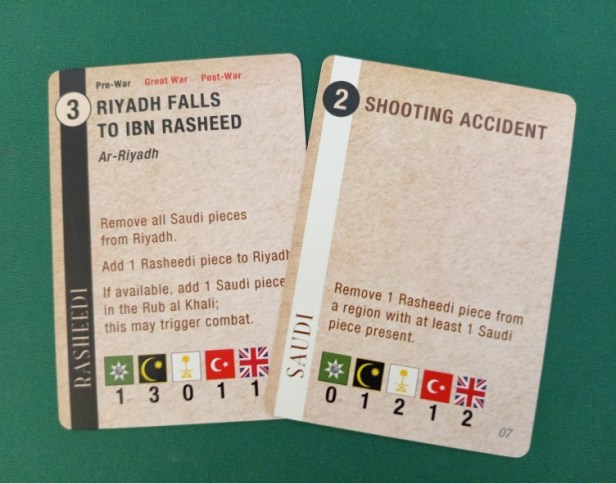 Pre-War Great War Post-War
3
RIYADH FALLS
TO IBN RASHEED
Ar-Riyadh
Remove all Saudi pieces
from Riyadh.
Add 1 Rasheedi piece to Riyadh
If available, add 1 Saudi piece
in the Rub al Khali;
this may trigger combat.
RASHEEDI
1 3 0 1 1
2
SHOOTING ACCIDENT
Remove 1 Rasheedi piece from
a region with at least 1 Saudi
piece present.
SAUDI
0 1 2 1 2
07